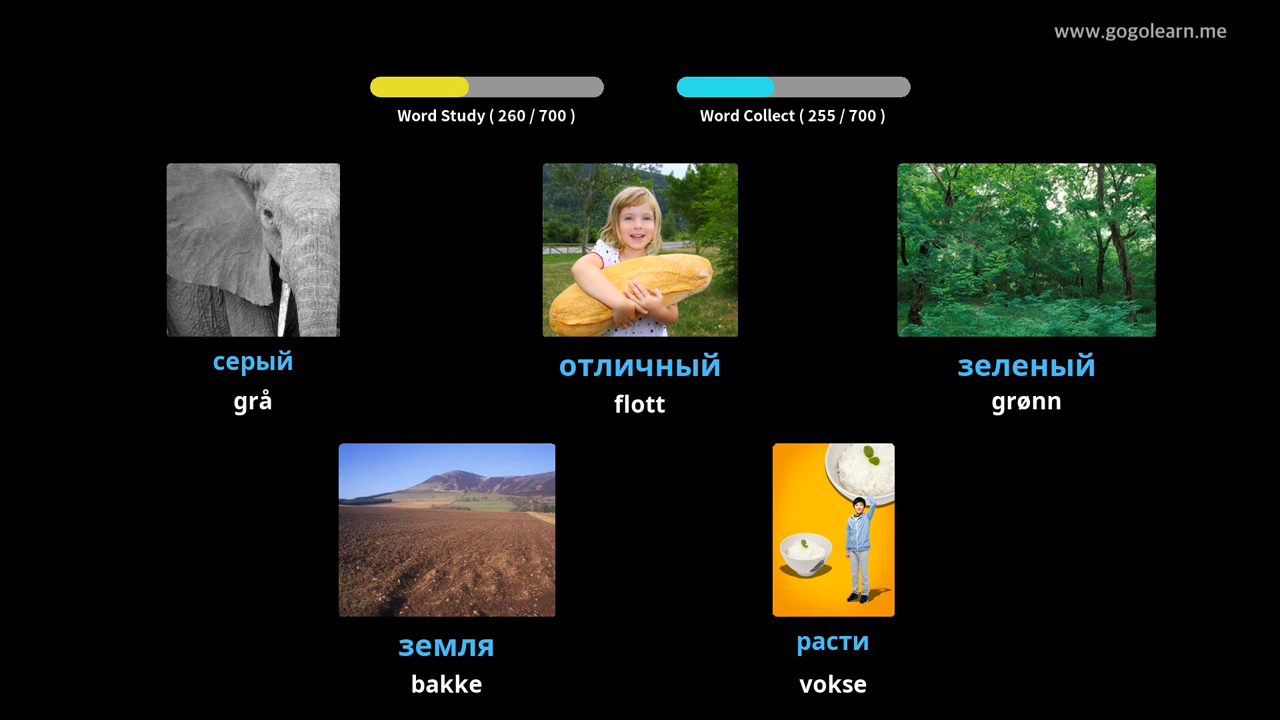 www.gogolearn.me
Word Study ( 260 / 700 )
Word Collect ( 255 / 700 )
серый
grå
отличный
flott
зеленый
grønn
земля
bakke
расти
vokse